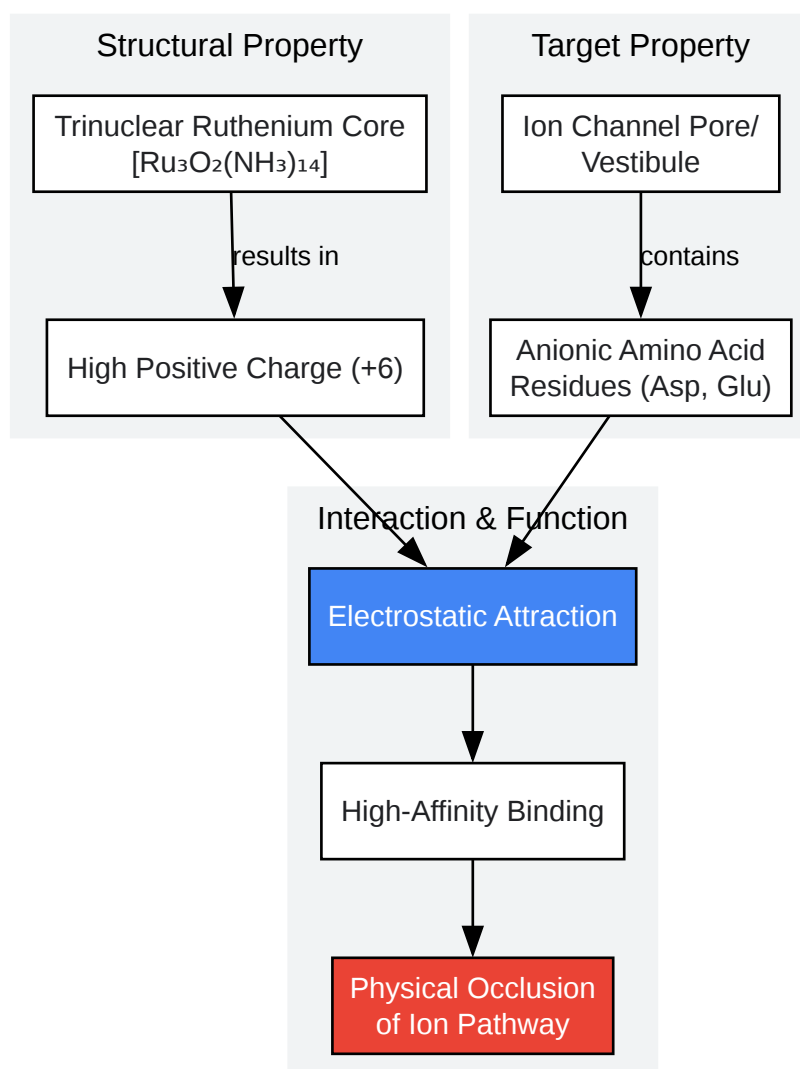 Structural Property
Trinuclear Ruthenium Core
[Ru₃O₂(NH₃)₁₄]
results in
High Positive Charge (+6)
Target Property
Ion Channel Pore/
Vestibule
contains
Anionic Amino Acid
Residues (Asp, Glu)
Interaction & Function
Electrostatic Attraction
High-Affinity Binding
Physical Occlusion
of Ion Pathway